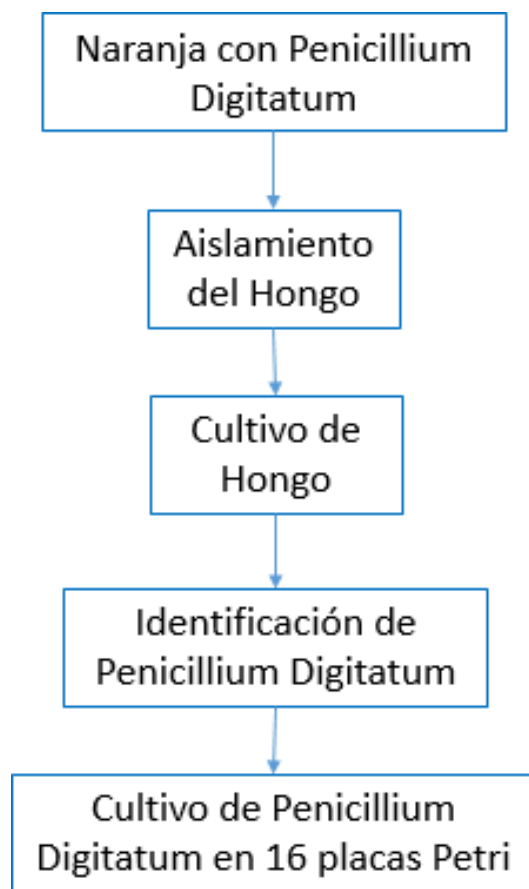 Naranja con Penicillium
Digitatum
Aislamiento
del Hongo
Cultivo de
Hongo
Identificación de
Penicillium Digitatum
Cultivo de Penicillium
Digitatum en 16 placas Petri